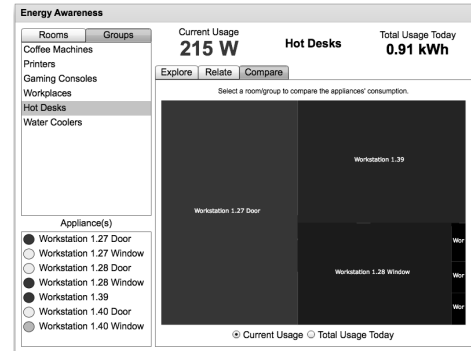 Energy Awareness
Rooms
Groups
Coffee Machines
Printers
Gaming Consoles
Workplaces
Hot Desks
Water Coolers
Appliance(s)
Workstation 1.27 Door
Workstation 1.27 Window
Workstation 1.28 Door
Workstation 1.28 Window
Workstation 1.39
Workstation 1.40 Door
Workstation 1.40 Window
Current Usage
215 W
Hot Desks
Total Usage Today
0.91 kWh
Explore
Relate
Compare
Select a room/group to compare the appliances' consumption.
Workstation 1.27 Door
Workstation 1.39
Workstation 1.28 Window
Wor
Wor
Wor
Current Usage
Total Usage Today